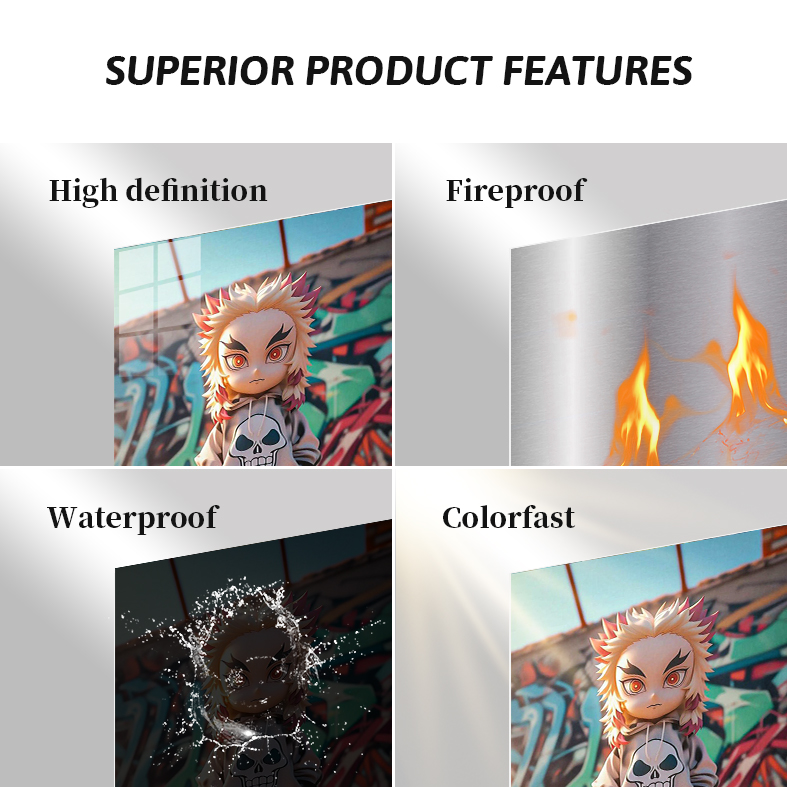 SUPERIOR PRODUCT FEATURES
High definition
Fireproof
Waterproof
Colorfast